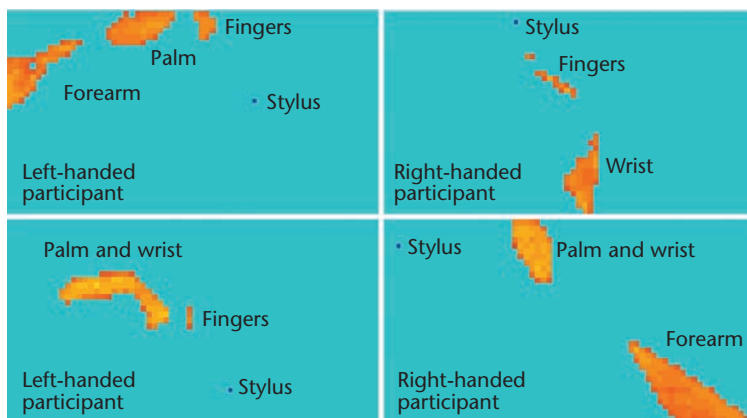 Fingers
Palm
Forearm
Stylus
Left-handed
participant
Stylus
Fingers
Wrist
Right-handed
participant
Palm and wrist
Fingers
Stylus
Left-handed
participant
Stylus
Palm and wrist
Forearm
Right-handed
participant